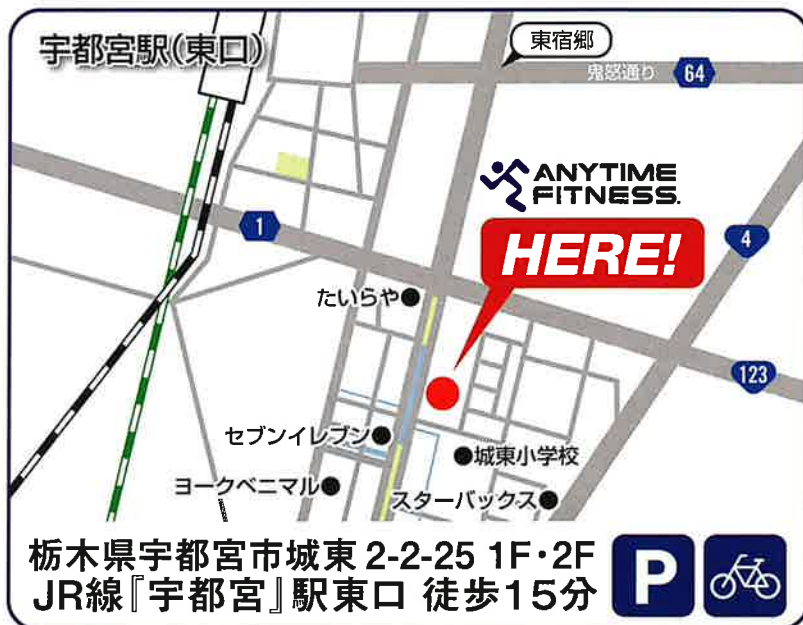 宇都宮駅(東口)
東宿郷
鬼怒通り 64
ANYTIME
FITNESS.
HERE!
1
4
たいらや
123
セブンイレブン
城東小学校
ヨークベニマル
スターバックス
栃木県宇都宮市城東2-2-25 1F・2F
JR線『宇都宮』駅東口 徒歩15分
P